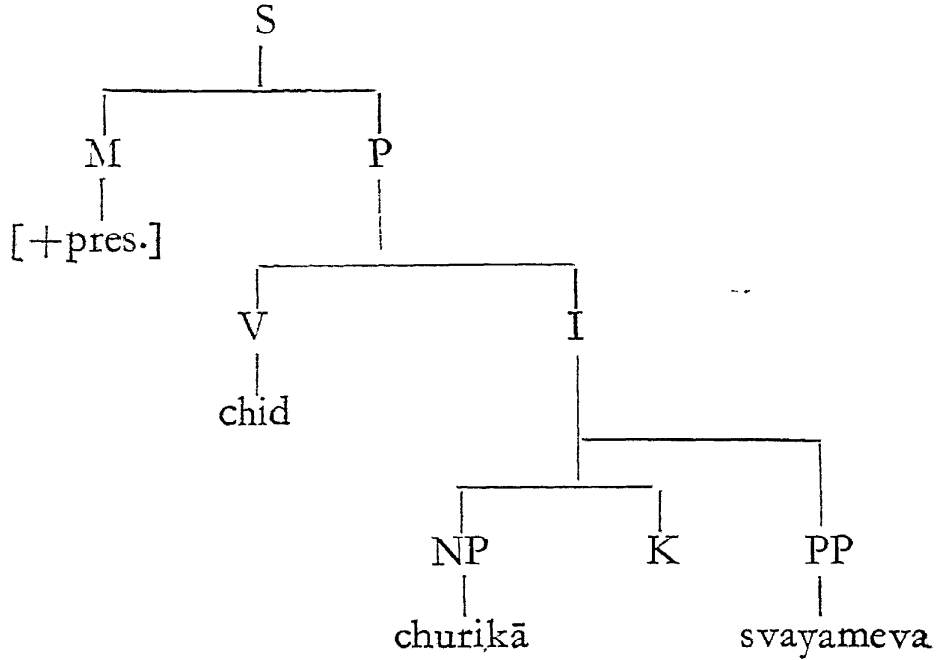 S
M P
[+pres.]
V I
chid
NP K PP
churikā svayameva